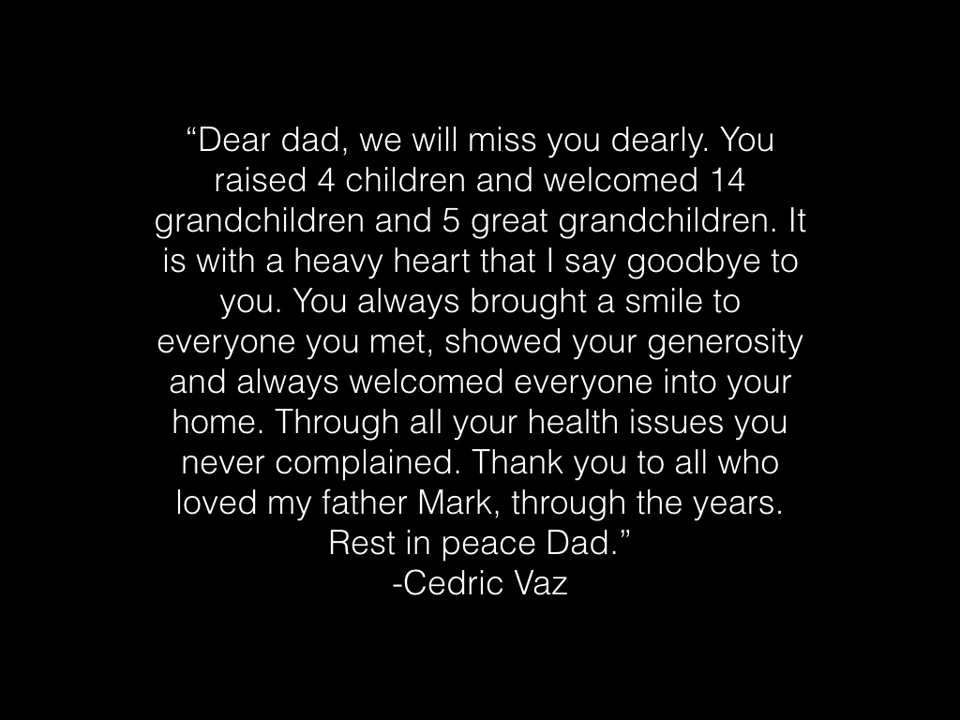 “Dear dad, we will miss you dearly. You
raised 4 children and welcomed 14
grandchildren and 5 great grandchildren. It
is with a heavy heart that I say goodbye to
you. You always brought a smile to
everyone you met, showed your generosity
and always welcomed everyone into your
home. Through all your health issues you
never complained. Thank you to all who
loved my father Mark, through the years.
Rest in peace Dad.”
-Cedric Vaz